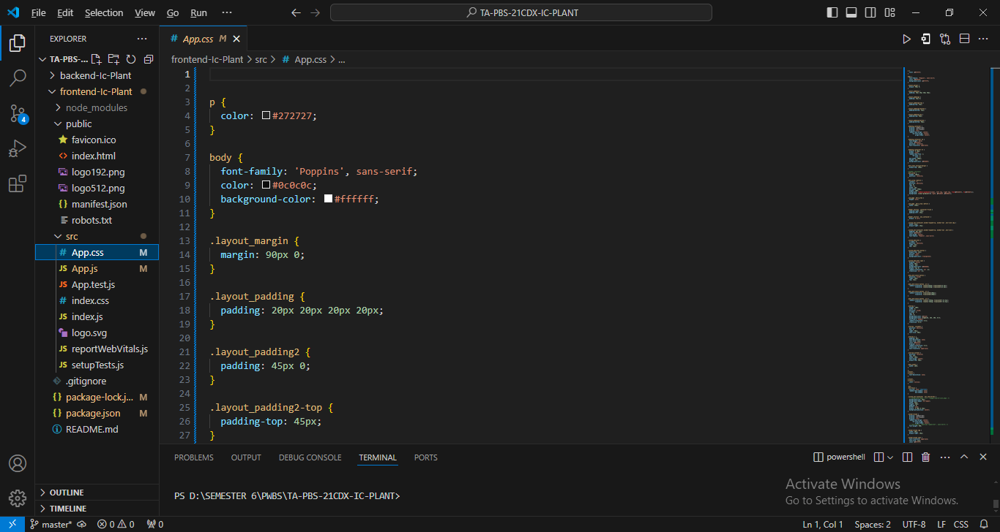 File Edit Selection View Go Run ··· TA-PBS-21CDX-IC-PLANT
EXPLORER ···
TA-PBS-...
backend-Ic-Plant
frontend-Ic-Plant
node_modules
public
favicon.ico
<> index.html
logo192.png
logo512.png
{} manifest.json
robots.txt
src
# App.css M
JS App.js M
JS App.test.js
# index.css
JS index.js
logo.svg
JS reportWebVitals.js
JS setupTests.js
.gitignore
{} package-lock.j... M
{} package.json M
README.md
OUTLINE
TIMELINE
4
# App.css M
frontend-Ic-Plant > src > # App.css > ...
1
2
3 p {
4 color: #272727;
5 }
6
7 body {
8 font-family: 'Poppins', sans-serif;
9 color: #0c0c0c;
10 background-color: #ffffff;
11 }
12
13 .layout_margin {
14 margin: 90px 0;
15 }
16
17 .layout_padding {
18 padding: 20px 20px 20px 20px;
19 }
20
21 .layout_padding2 {
22 padding: 45px 0;
23 }
24
25 .layout_padding2-top {
26 padding-top: 45px;
27 }
PROBLEMS OUTPUT DEBUG CONSOLE TERMINAL PORTS powershell ···
PS D:\SEMESTER 6\PWBS\TA-PBS-21CDX-IC-PLANT>
Activate Windows
Go to Settings to activate Windows.
master* 0 0 0 Ln 1, Col 1 Spaces: 2 UTF-8 LF CSS